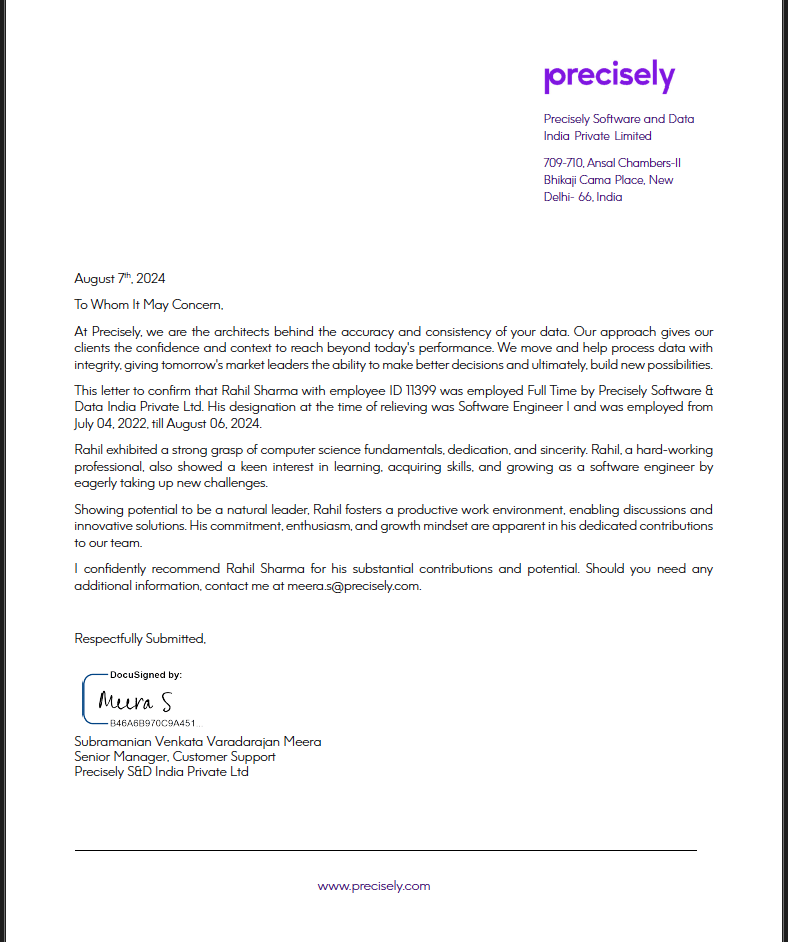 precisely
Precisely Software and Data
India Private Limited
709-710, Ansal Chambers-II
Bhikaji Cama Place, New
Delhi- 66, India
August 7th, 2024
To Whom It May Concern,
At Precisely, we are the architects behind the accuracy and consistency of your data. Our approach gives our
clients the confidence and context to reach beyond today's performance. We move and help process data with
integrity, giving tomorrow's market leaders the ability to make better decisions and ultimately, build new possibilities.
This letter to confirm that Rahil Sharma with employee ID 11399 was employed Full Time by Precisely Software &
Data India Private Ltd. His designation at the time of relieving was Software Engineer I and was employed from
July 04, 2022, till August 06, 2024.
Rahil exhibited a strong grasp of computer science fundamentals, dedication, and sincerity. Rahil, a hard-working
professional, also showed a keen interest in learning, acquiring skills, and growing as a software engineer by
eagerly taking up new challenges.
Showing potential to be a natural leader, Rahil fosters a productive work environment, enabling discussions and
innovative solutions. His commitment, enthusiasm, and growth mindset are apparent in his dedicated contributions
to our team.
I confidently recommend Rahil Sharma for his substantial contributions and potential. Should you need any
additional information, contact me at meera.s@precisely.com.
Respectfully Submitted,
DocuSigned by:
Meera S
B46A6B970C9A451...
Subramanian Venkata Varadarajan Meera
Senior Manager, Customer Support
Precisely S&D India Private Ltd
www.precisely.com